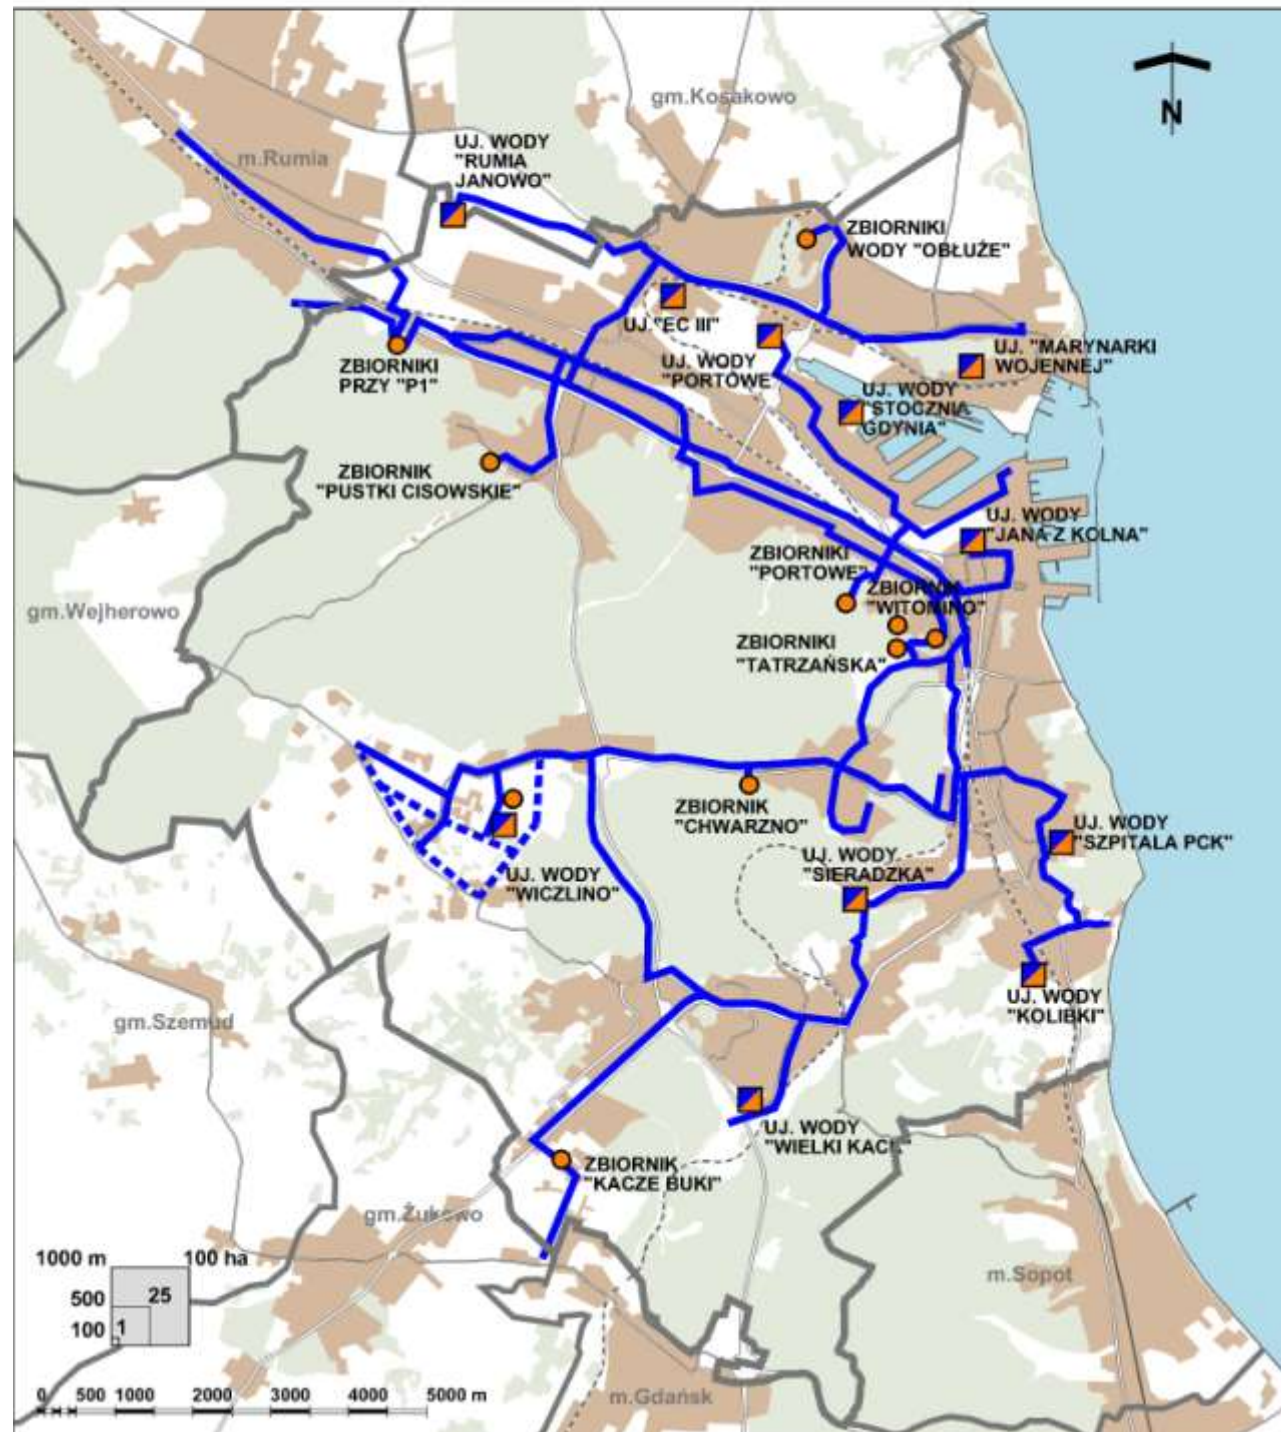 gm.Kosakowo
N
UJ. WODY
"RUMIA
JANOWO"
m.Rumia
ZBIORNIKI
WODY "OBŁUŻE"
UJ."EC III"
UJ. WODY
"PORTOWE
UJ. "MARYNARKI
WOJENNEJ"
ZBIORNIKI
PRZY "P1"
UJ. WODY
"STOCZNIA
GDYNIA"
ZBIORNIK
"PUSTKI CISOWSKIE"
UJ. WODY
"JANA Z KOLNA"
ZBIORNIKI
"PORTOWE"
ZBIORNIK
"WITOMINO"
gm.Wejherowo
ZBIORNIKI
"TATRZAŃSKA"
ZBIORNIK
"CHWARZNO"
UJ. WODY
"SZPITALA PCK"
UJ. WODY
"SIERADZKA"
UJ. WODY
"WICZLINO"
UJ. WODY
"KOLIBKI"
gm.Szemud
UJ. WODY
"WIELKI KACK"
ZBIORNIK
"KACZE BUKI"
gm.Żukowo
m.Sopot
1000 m 100 ha
500 25
100 1
m.Gdańsk
0 500 1000 2000 3000 4000 5000 m